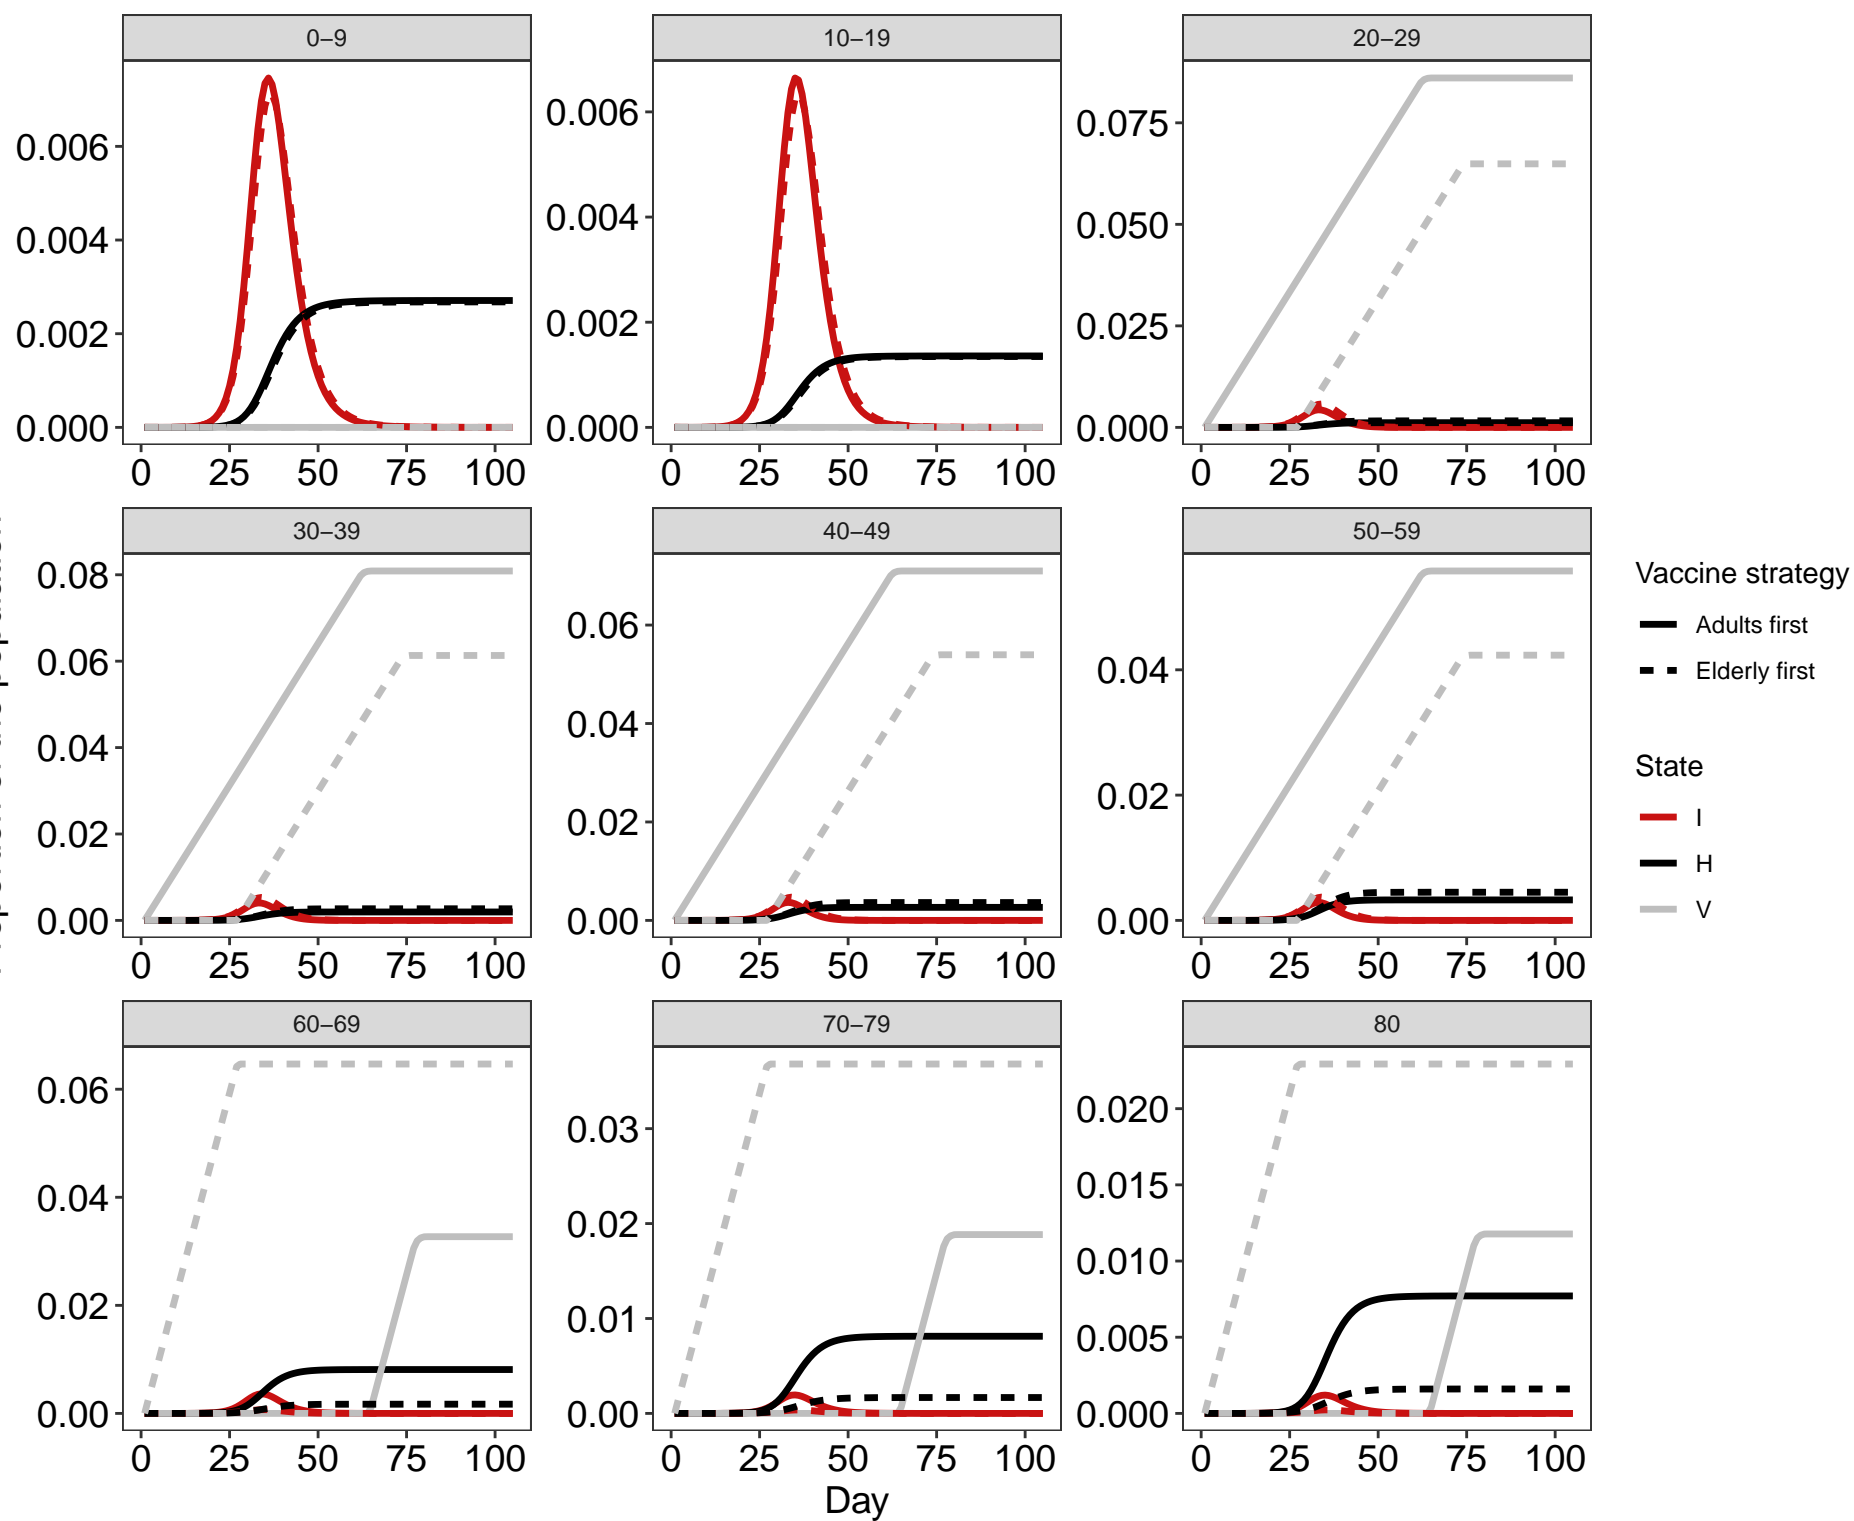 0–9 10–19 20–29
0.006 0.006 0.075
0.004 0.004 0.050
0.002 0.002 0.025
0.000 0.000 0.000
0 25 50 75 100 0 25 50 75 100 0 25 50 75 100
30–39 40–49 50–59
0.08
0.06 0.06 0.04
0.04 0.04
0.02 0.02 0.02
0.00 0.00 0.00
0 25 50 75 100 0 25 50 75 100 0 25 50 75 100
60–69 70–79 80
0.06 0.03 0.020
0.04 0.02 0.015
0.010
0.02 0.01 0.005
0.00 0.00 0.000
0 25 50 75 100 0 25 50 75 100 0 25 50 75 100
Day
Vaccine strategy
Adults first
Elderly first
State
I
H
V